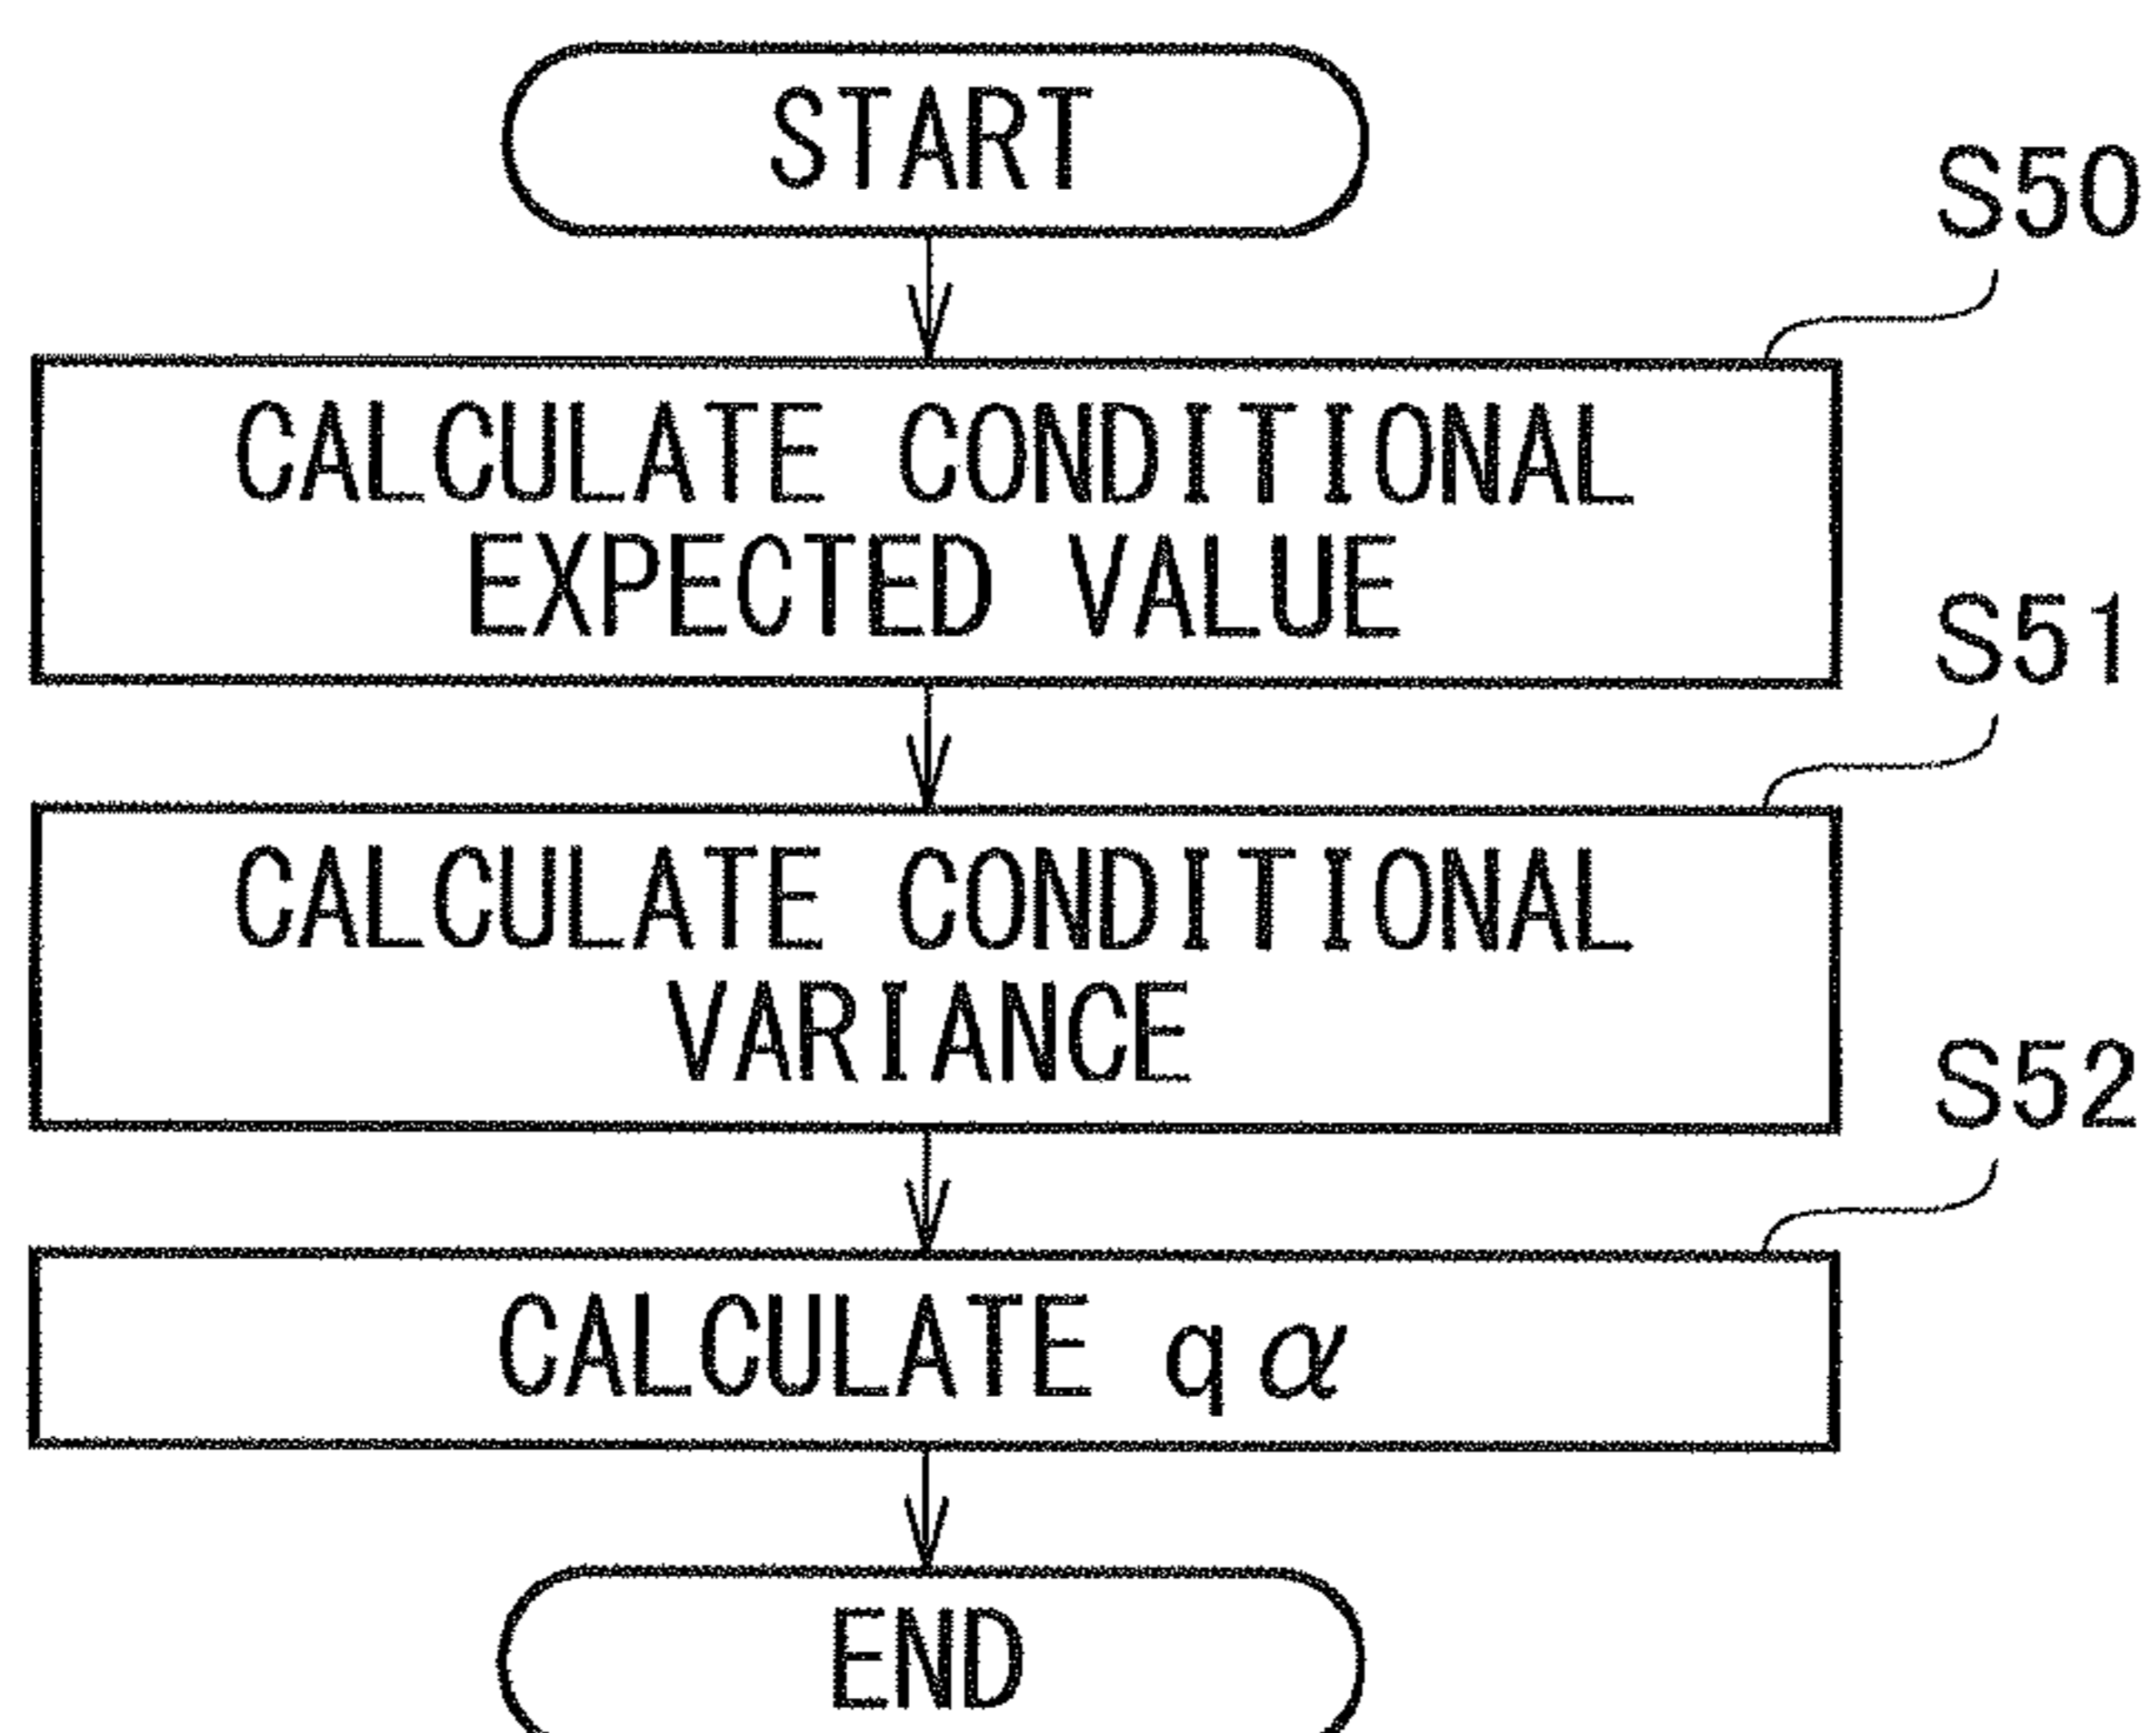 START
S50
CALCULATE CONDITIONAL
EXPECTED VALUE
S51
CALCULATE CONDITIONAL
VARIANCE
S52
CALCULATE qα
END